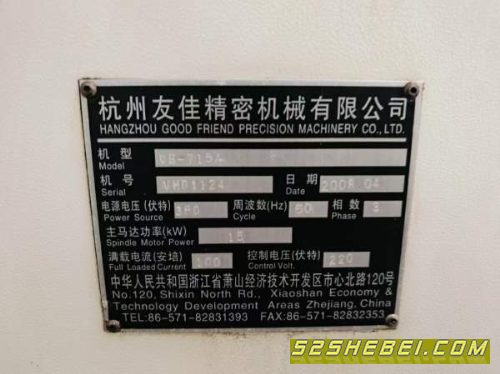 杭州友佳精密机械有限公司
HANGZHOU GOOD FRIEND PRECISION MACHINERY CO., LTD.
机型 VB-715A
Model
机号 日期 2008.04
Serial Date
电源电压(伏特) 380 周波数(Hz) 50 相数 3
Power Source Cycle Phase
主马达功率(kW) 15
Spindle Motor Power
满载电流(安培) 100 控制电压(伏特) 220
Full Loaded Current Control Volt.
中华人民共和国浙江省萧山经济技术开发区市心北路120号
No.120, Shixin North Rd., Xiaoshan Economy &
Technology Development Areas Zhejiang, China
TEL:86-571-82831393 FAX:86-571-82832353
52SHEBEI.COM